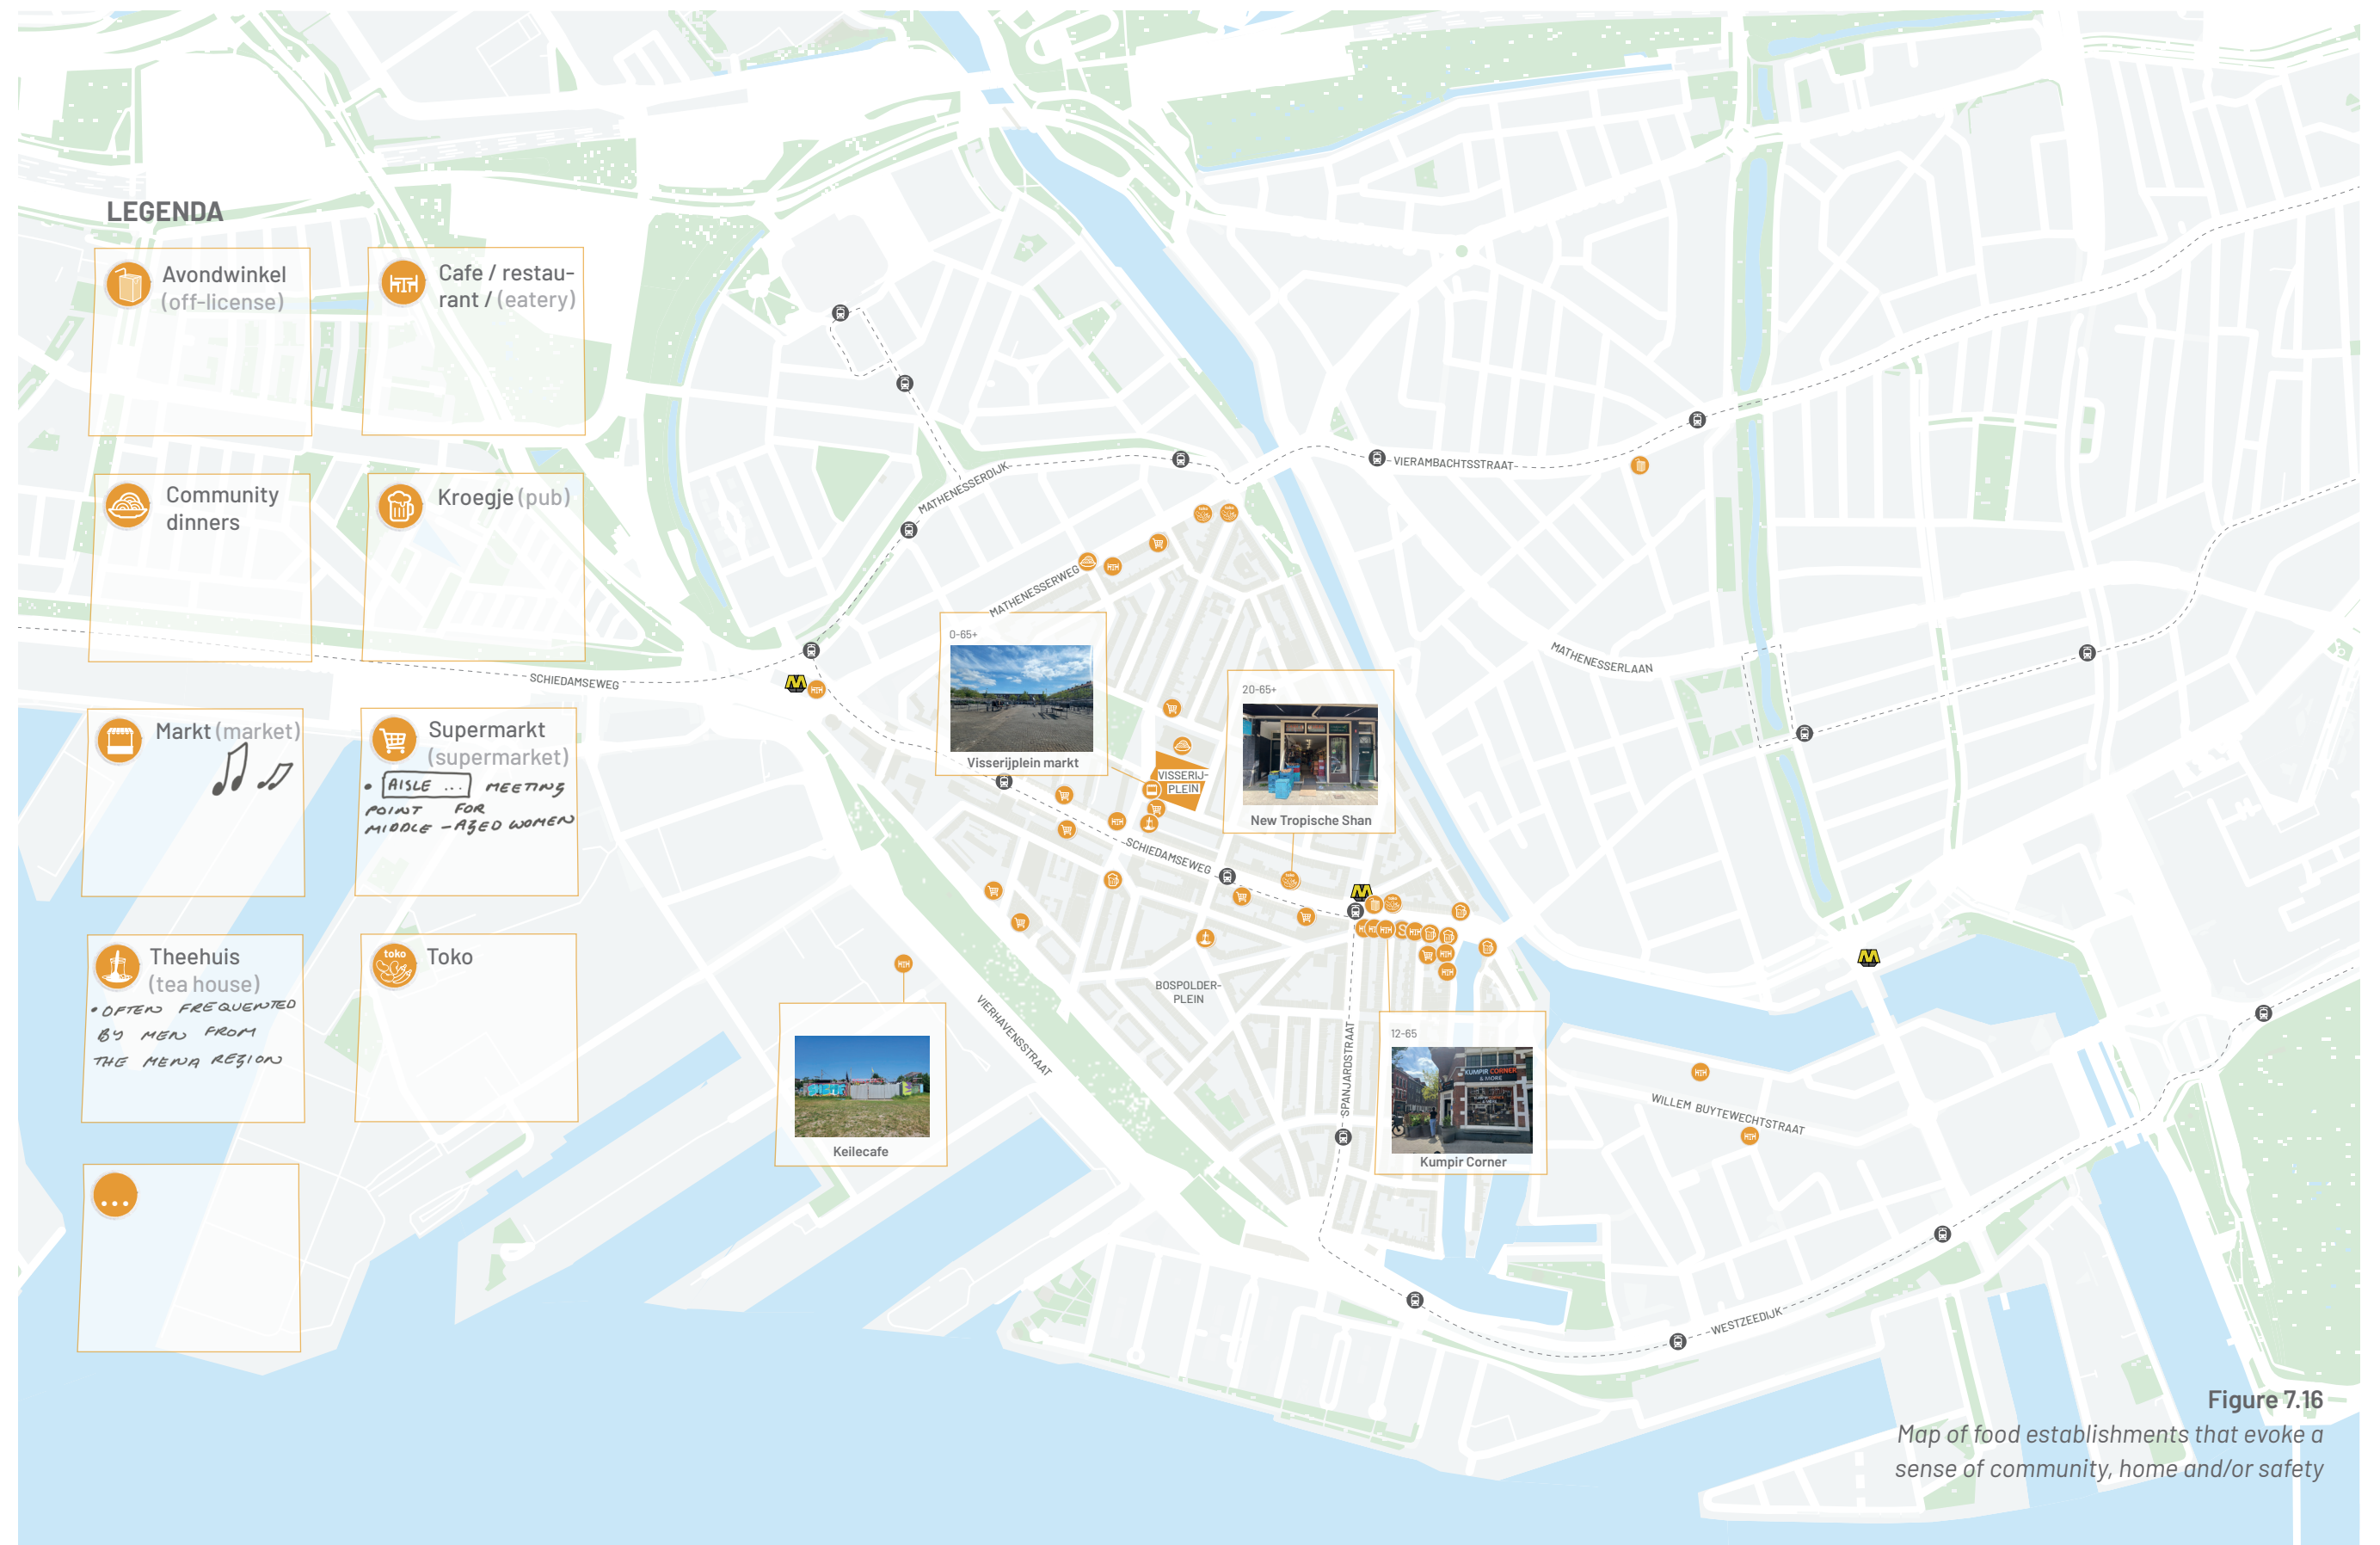 LEGENDA
Avondwinkel
(off-license)
Cafe / restau-
rant / (eatery)
Community
dinners
Kroegje (pub)
Markt (market)
Supermarkt
(supermarket)
• AISLE ... MEETING
POINT FOR
MIDDLE-AGED WOMEN
Theehuis
(tea house)
• OFTEN FREQUENTED
BY MEN FROM
THE MENA REGION
toko
Toko
...
SCHIEDAMSEWEG
MATHENESSERDIJK
VIERAMBACHTSSTRAAT
MATHENESSERWEG
MATHENESSERLAAN
0-65+
Visserijplein markt
VISSERIJ-
PLEIN
20-65+
New Tropische Shan
SCHIEDAMSEWEG
BOSPOLDER-
PLEIN
VIERHAVENSSTRAAT
SPANJARDSTRAAT
Keilecafe
12-65
KUMPIR CORNER
& MORE
Kumpir Corner
WILLEM BUYTEWECHTSTRAAT
WESTZEEDIJK
Figure 7.16
Map of food establishments that evoke a
sense of community, home and/or safety